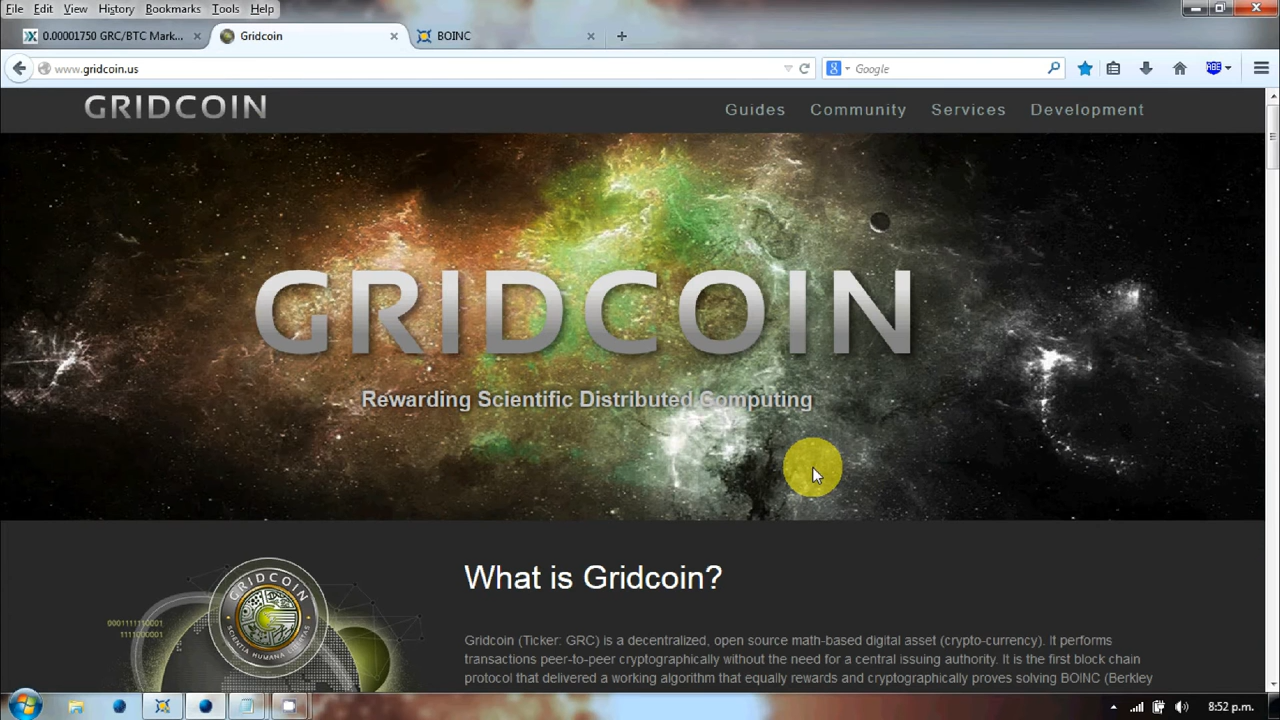 File Edit View History Bookmarks Tools Help
0.00001750 GRC/BTC Mark...
Gridcoin
BOINC
www.gridcoin.us
Google
ABE
GRIDCOIN
Guides Community Services Development
GRIDCOIN
Rewarding Scientific Distributed Computing
What is Gridcoin?
GRIDCOIN
0001111110001
1111000001
Gridcoin (Ticker: GRC) is a decentralized, open source math-based digital asset (crypto-currency). It performs
transactions peer-to-peer cryptographically without the need for a central issuing authority. It is the first block chain
protocol that delivered a working algorithm that equally rewards and cryptographically proves solving BOINC (Berkley
8:52 p.m.